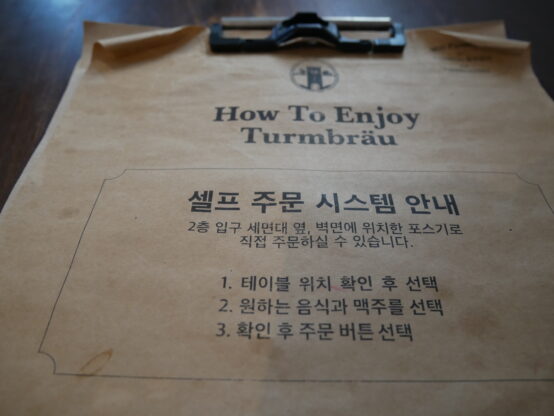 How To Enjoy
Turmbräu
셀프 주문 시스템 안내
2층 입구 세면대 옆, 벽면에 위치한 포스기로
직접 주문하실 수 있습니다.
1. 테이블 위치 확인 후 선택
2. 원하는 음식과 맥주를 선택
3. 확인 후 주문 버튼 선택